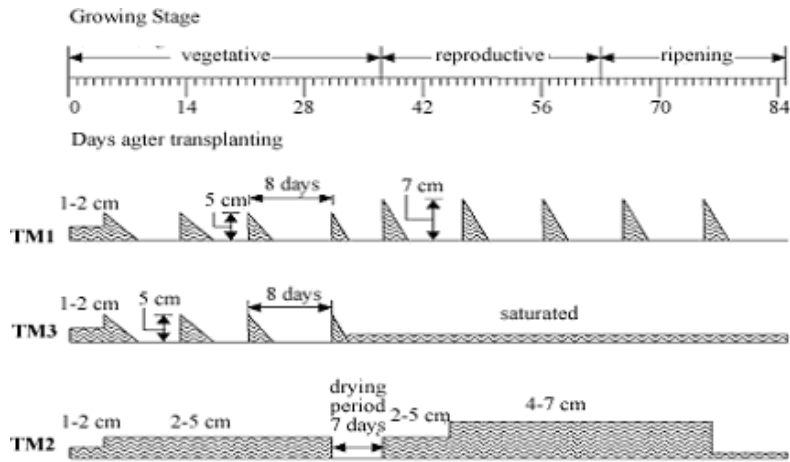 Growing Stage
vegetative reproductive ripening
0 14 28 42 56 70 84
Days agter transplanting
8 days 7 cm
1-2 cm 5 cm
TM1
1-2 cm 5 cm 8 days
saturated
TM3
drying
period
7 days
1-2 cm 2-5 cm 2-5 cm 4-7 cm
TM2